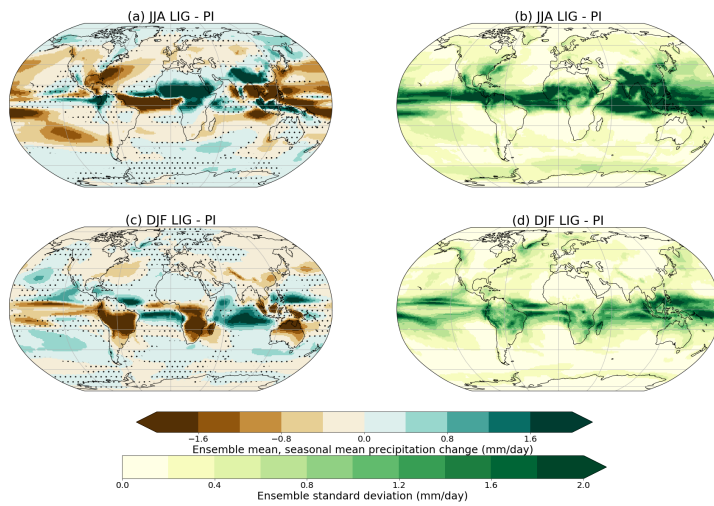 (a) JJA LIG - PI
(b) JJA LIG - PI
(c) DJF LIG - PI
(d) DJF LIG - PI
−1.6 −0.8 0.0 0.8 1.6
Ensemble mean, seasonal mean precipitation change (mm/day)
0.0 0.4 0.8 1.2 1.6 2.0
Ensemble standard deviation (mm/day)